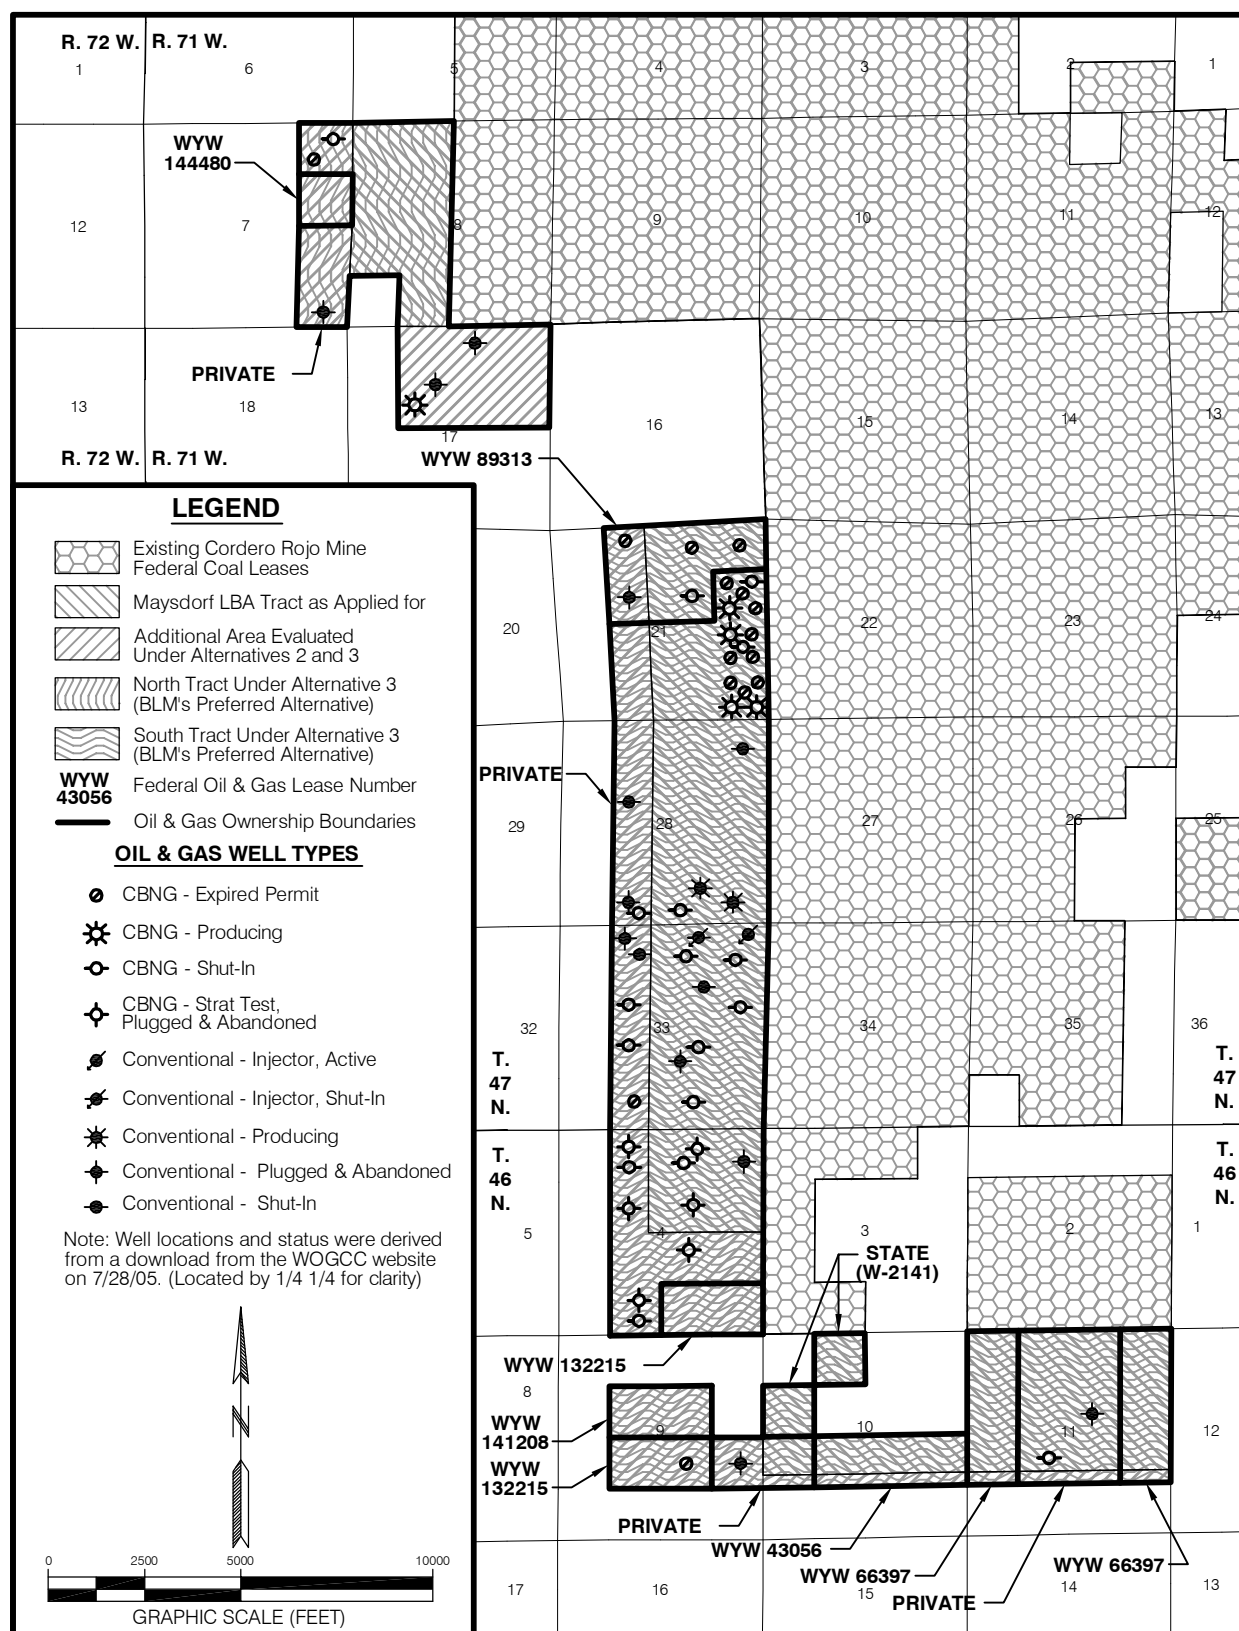 R. 72 W. R. 71 W.
1
6
5
4
3
2
1
WYW
144480
12
7
8
9
10
11
12
PRIVATE
13
18
17
16
15
14
13
R. 72 W. R. 71 W.
WYW 89313
LEGEND
Existing Cordero Rojo Mine
Federal Coal Leases
Maysdorf LBA Tract as Applied for
Additional Area Evaluated
Under Alternatives 2 and 3
North Tract Under Alternative 3
(BLM's Preferred Alternative)
South Tract Under Alternative 3
(BLM's Preferred Alternative)
WYW
43056
Federal Oil & Gas Lease Number
Oil & Gas Ownership Boundaries
OIL & GAS WELL TYPES
CBNG - Expired Permit
CBNG - Producing
CBNG - Shut-In
CBNG - Strat Test,
Plugged & Abandoned
Conventional - Injector, Active
Conventional - Injector, Shut-In
Conventional - Producing
Conventional - Plugged & Abandoned
Conventional - Shut-In
Note: Well locations and status were derived
from a download from the WOGCC website
on 7/28/05. (Located by 1/4 1/4 for clarity)
N
0 2500 5000 10000
GRAPHIC SCALE (FEET)
20
21
22
23
24
PRIVATE
29
28
27
26
25
32
33
34
35
36
T.
47
N.
T.
47
N.
T.
46
N.
T.
46
N.
5
4
3
2
1
STATE
(W-2141)
WYW 132215
8
9
10
11
12
WYW
141208
WYW
132215
PRIVATE
WYW 43056
WYW 66397
PRIVATE
WYW 66397
17
16
15
14
13